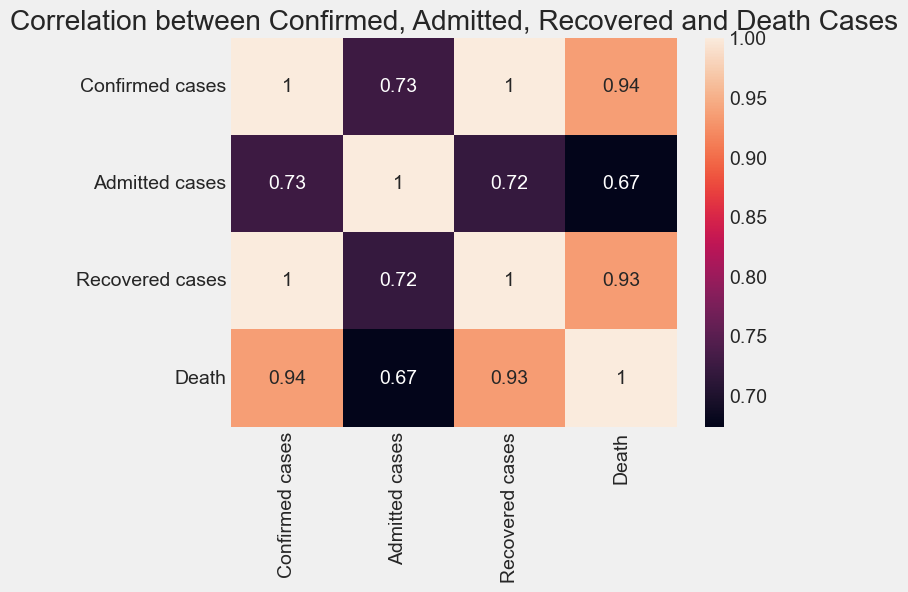 Correlation between Confirmed, Admitted, Recovered and Death Cases
Confirmed cases 1 0.73 1 0.94
Admitted cases 0.73 1 0.72 0.67
Recovered cases 1 0.72 1 0.93
Death 0.94 0.67 0.93 1
Confirmed cases
Admitted cases
Recovered cases
Death
1.00
0.95
0.90
0.85
0.80
0.75
0.70